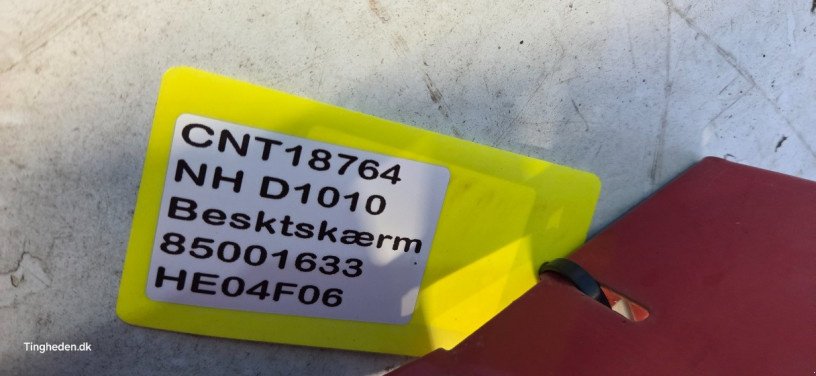 CNT18764
NH D1010
Besktskærm
85001633
HE04F06
Tingheden.dk